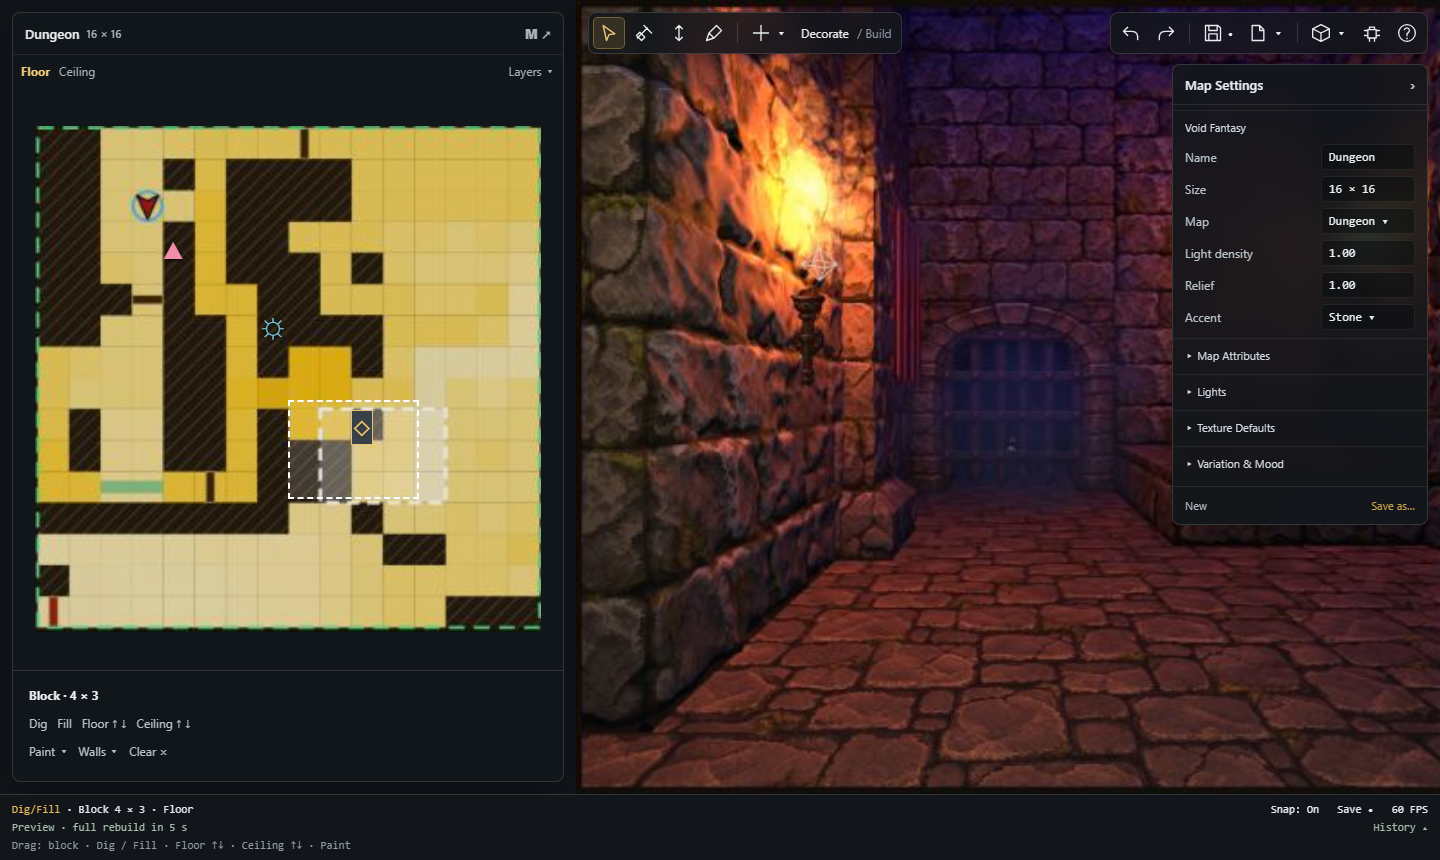 Dungeon 16 × 16 M ↗
Floor Ceiling Layers ▾
Block · 4 × 3
Dig Fill Floor ↑↓ Ceiling ↑↓
Paint ▾ Walls ▾ Clear ×
Decorate / Build
Map Settings ›
Void Fantasy
Name Dungeon
Size 16 × 16
Map Dungeon ▾
Light density 1.00
Relief 1.00
Accent Stone ▾
▸ Map Attributes
▸ Lights
▸ Texture Defaults
▸ Variation & Mood
New Save as...
Dig/Fill · Block 4 × 3 · Floor
Preview · full rebuild in 5 s
Drag: block · Dig / Fill · Floor ↑↓ · Ceiling ↑↓ · Paint
Snap: On Save • 60 FPS
History ▴